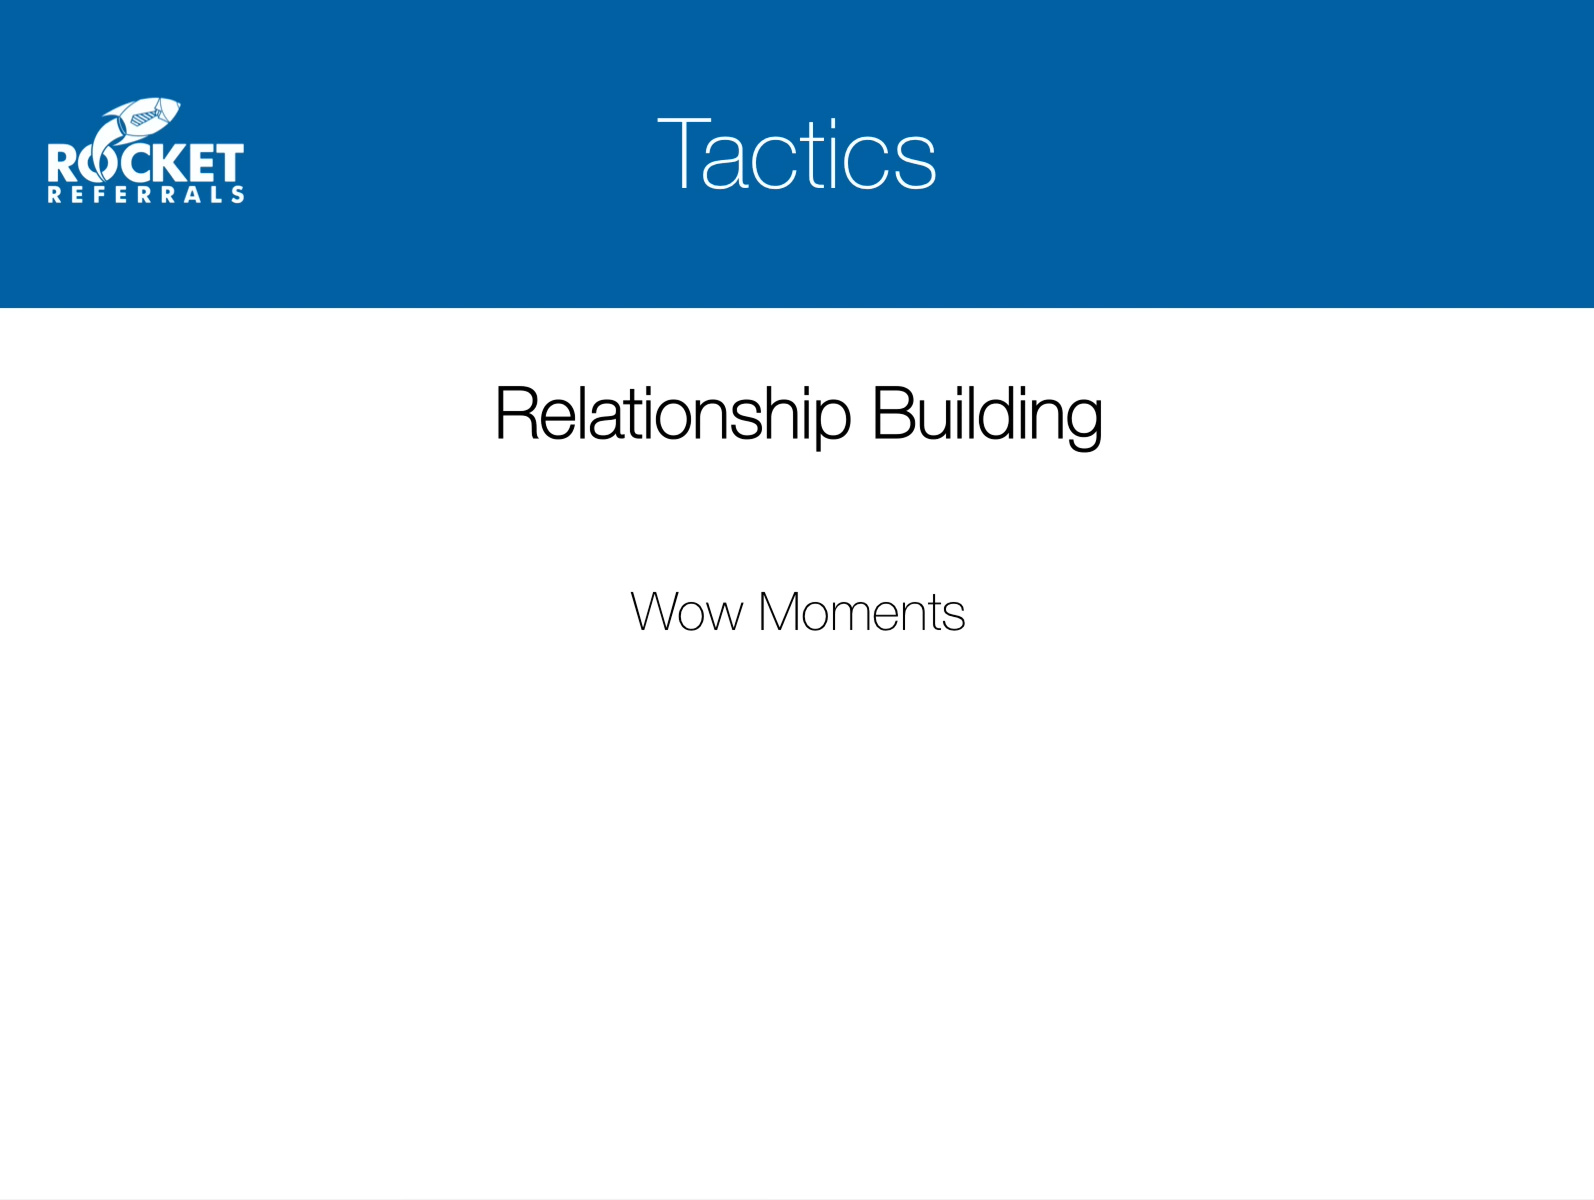 Tactics
ROCKET
REFERRALS
Relationship Building
Wow Moments